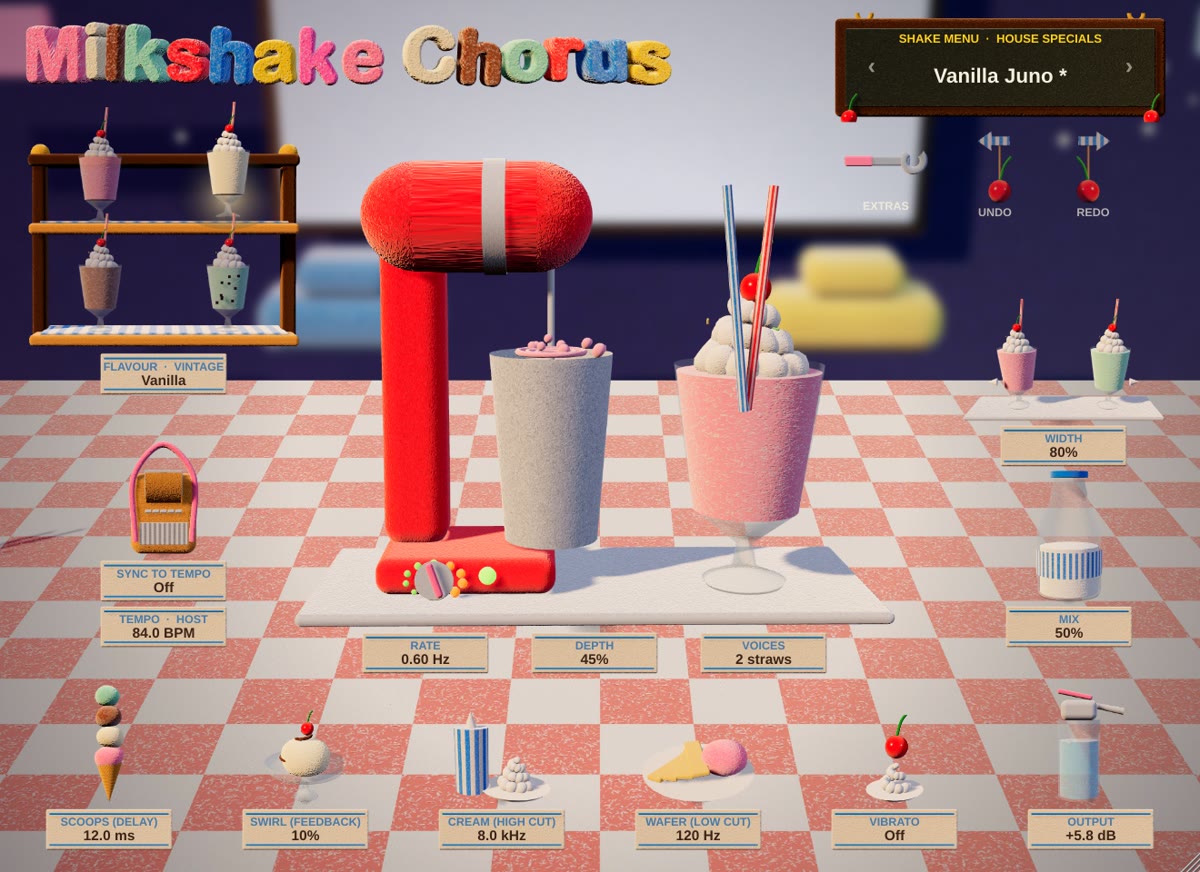 Milkshake Chorus
SHAKE MENU · HOUSE SPECIALS
‹ Vanilla Juno * ›
EXTRAS
UNDO
REDO
FLAVOUR · VINTAGE
Vanilla
WIDTH
80%
SYNC TO TEMPO
Off
TEMPO · HOST
84.0 BPM
MIX
50%
RATE
0.60 Hz
DEPTH
45%
VOICES
2 straws
SCOOPS (DELAY)
12.0 ms
SWIRL (FEEDBACK)
10%
CREAM (HIGH CUT)
8.0 kHz
WAFER (LOW CUT)
120 Hz
VIBRATO
Off
OUTPUT
+5.8 dB